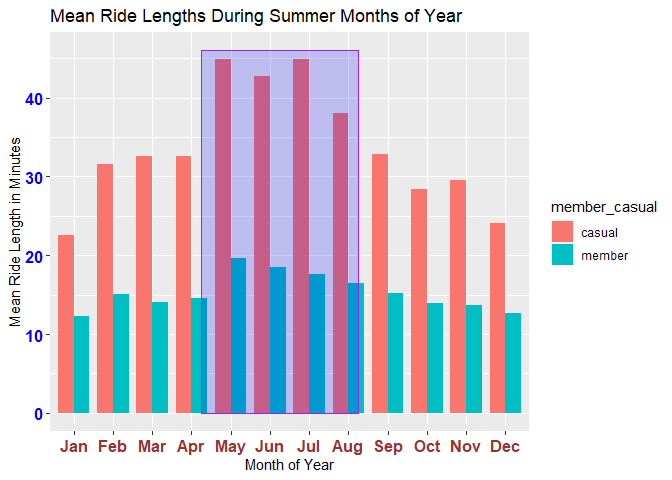 Mean Ride Lengths During Summer Months of Year
Mean Ride Length in Minutes
40
30
20
10
0
Jan Feb Mar Apr May Jun Jul Aug Sep Oct Nov Dec
Month of Year
member_casual
casual
member